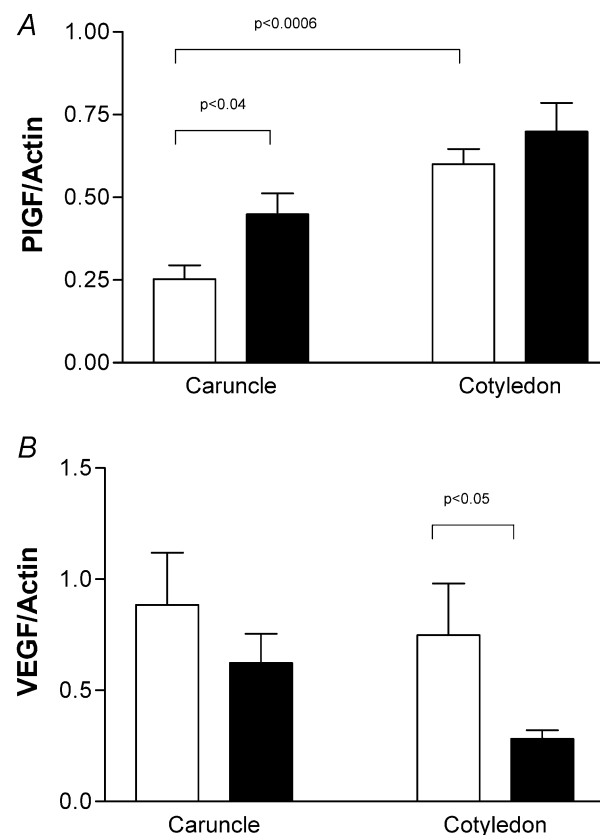 A
p<0.0006
1.00
p<0.04
0.75
PlGF/Actin
0.50
0.25
0.00
Caruncle Cotyledon
B
1.5
p<0.05
1.0
VEGF/Actin
0.5
0.0
Caruncle Cotyledon